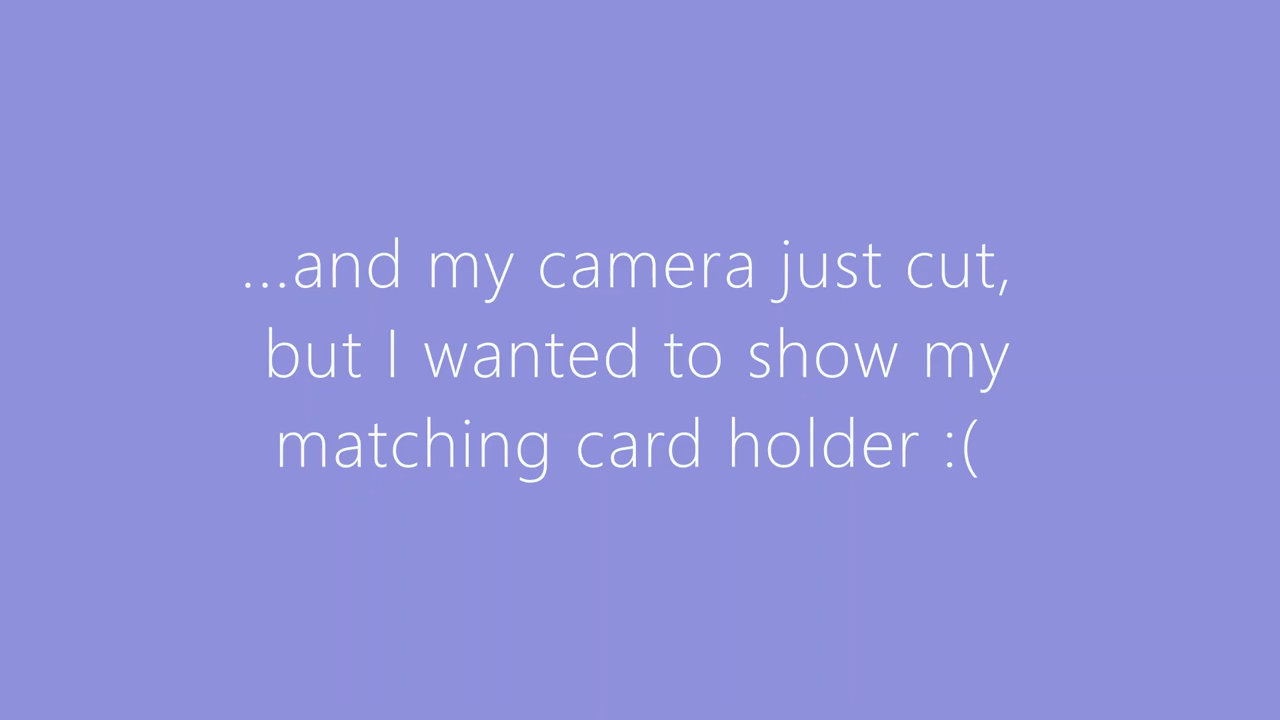 ...and my camera just cut,
but I wanted to show my
matching card holder :(